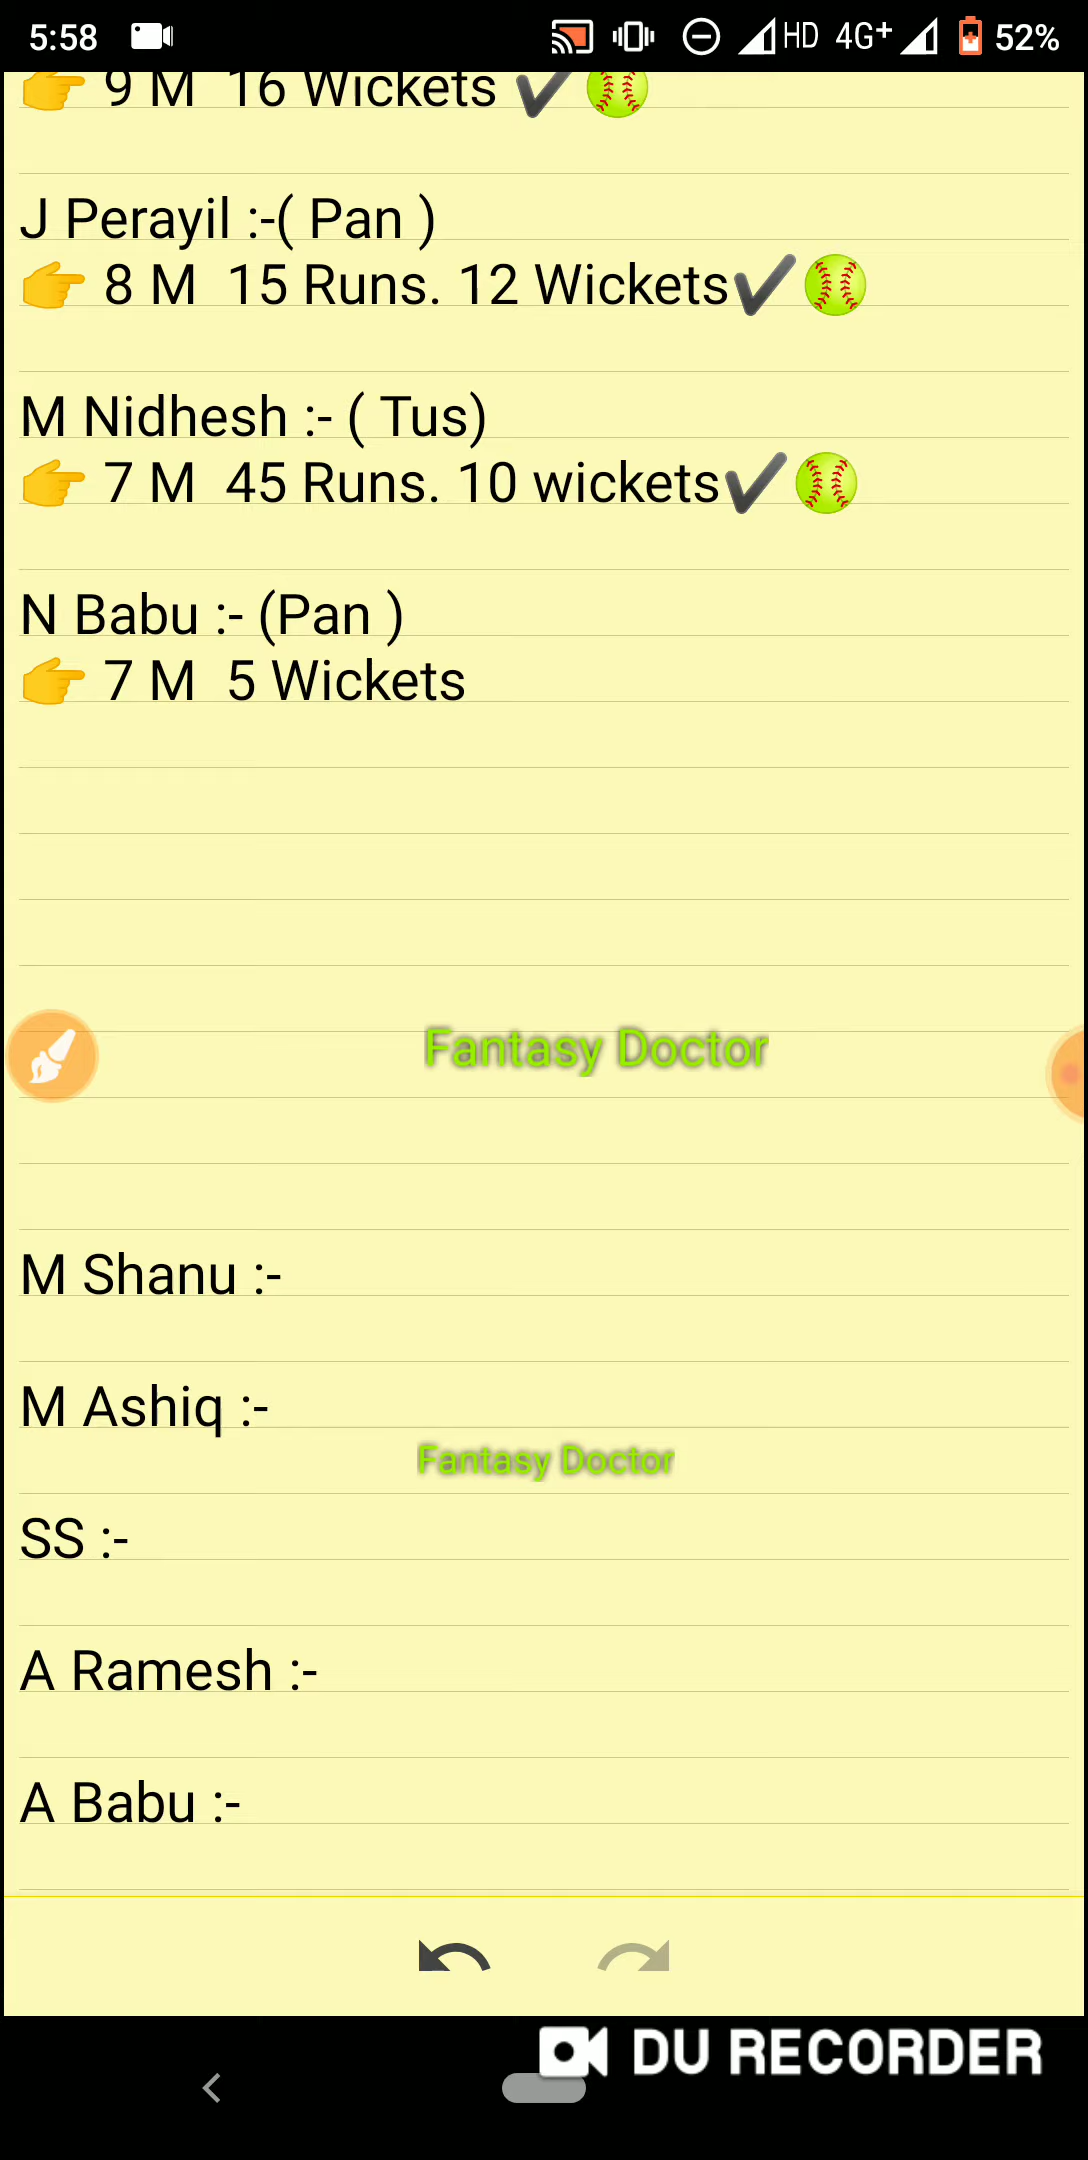 5:58 HD 4G+ 52%
👉 9 M 16 Wickets ✔🥎
J Perayil :-( Pan )
👉 8 M 15 Runs. 12 Wickets✔🥎
M Nidhesh :- ( Tus)
👉 7 M 45 Runs. 10 wickets✔🥎
N Babu :- (Pan )
👉 7 M 5 Wickets
Fantasy Doctor
M Shanu :-
M Ashiq :-
Fantasy Doctor
SS :-
A Ramesh :-
A Babu :-
DU RECORDER